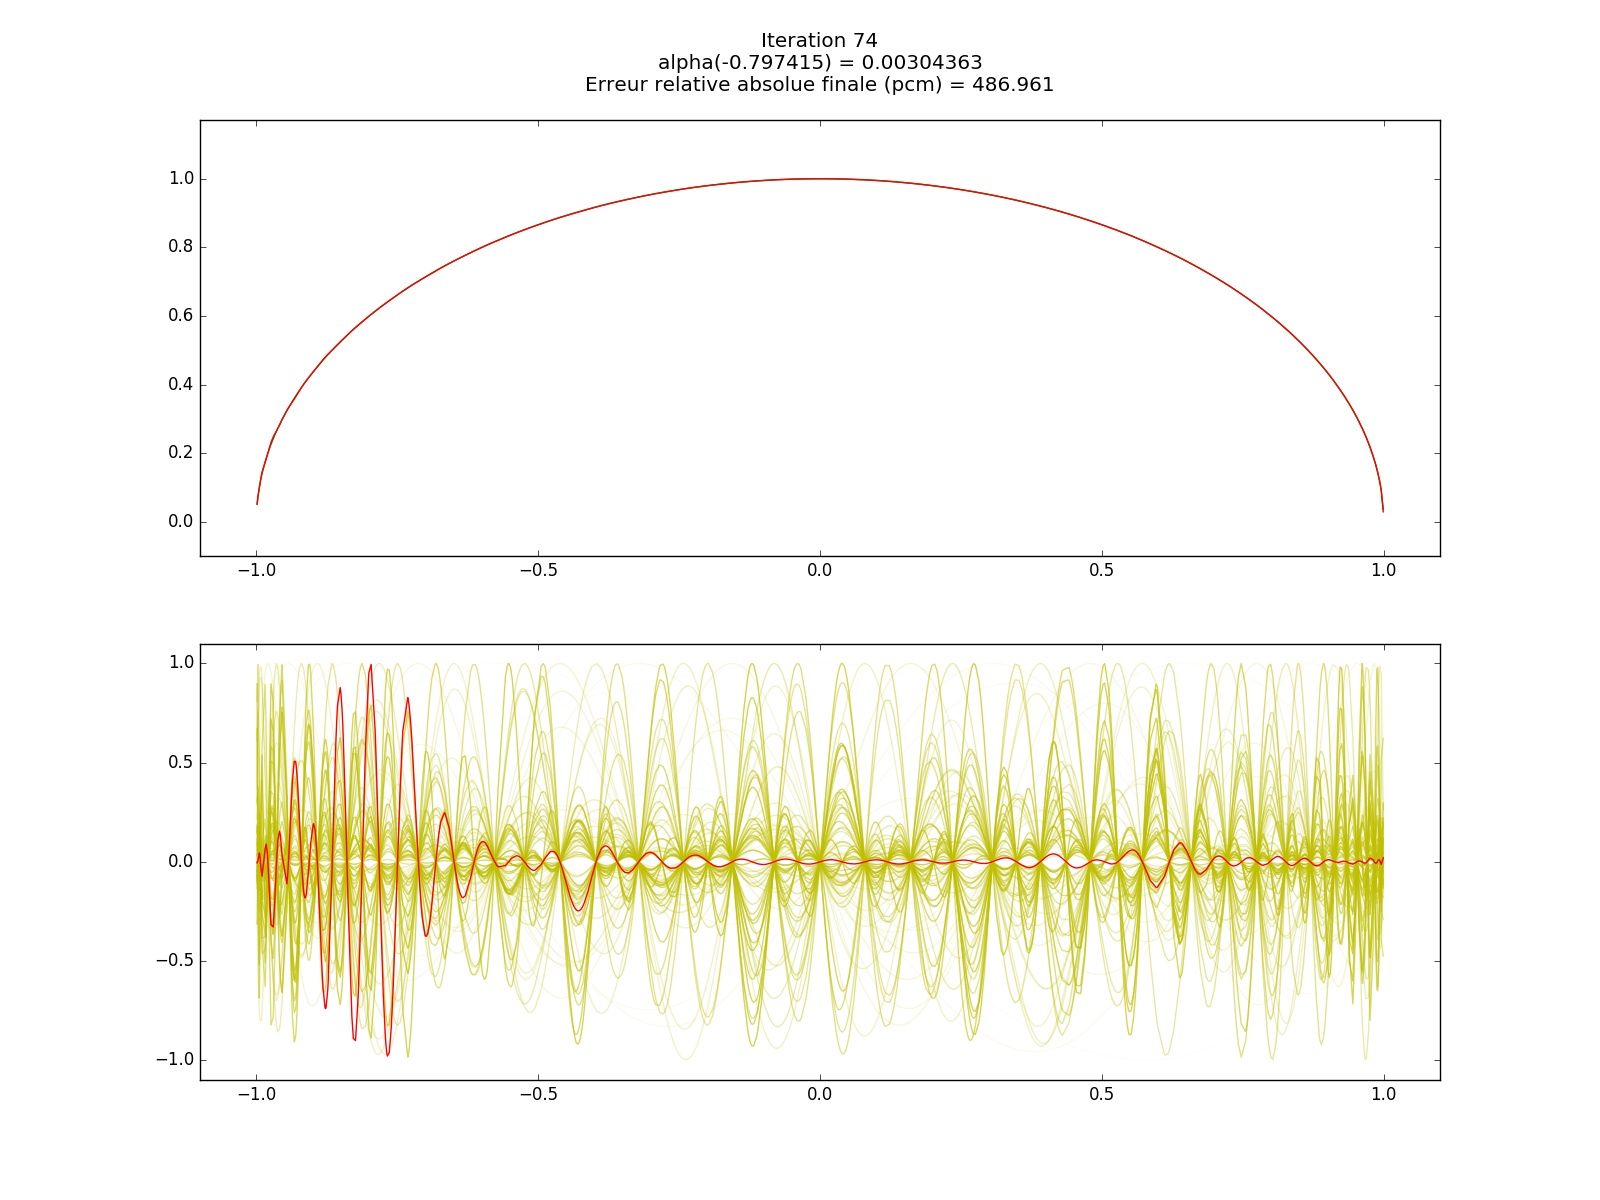 Iteration 74
alpha(-0.797415) = 0.00304363
Erreur relative absolue finale (pcm) = 486.961
1.0
0.8
0.6
0.4
0.2
0.0
−1.0 −0.5 0.0 0.5 1.0
1.0
0.5
0.0
−0.5
−1.0
−1.0 −0.5 0.0 0.5 1.0